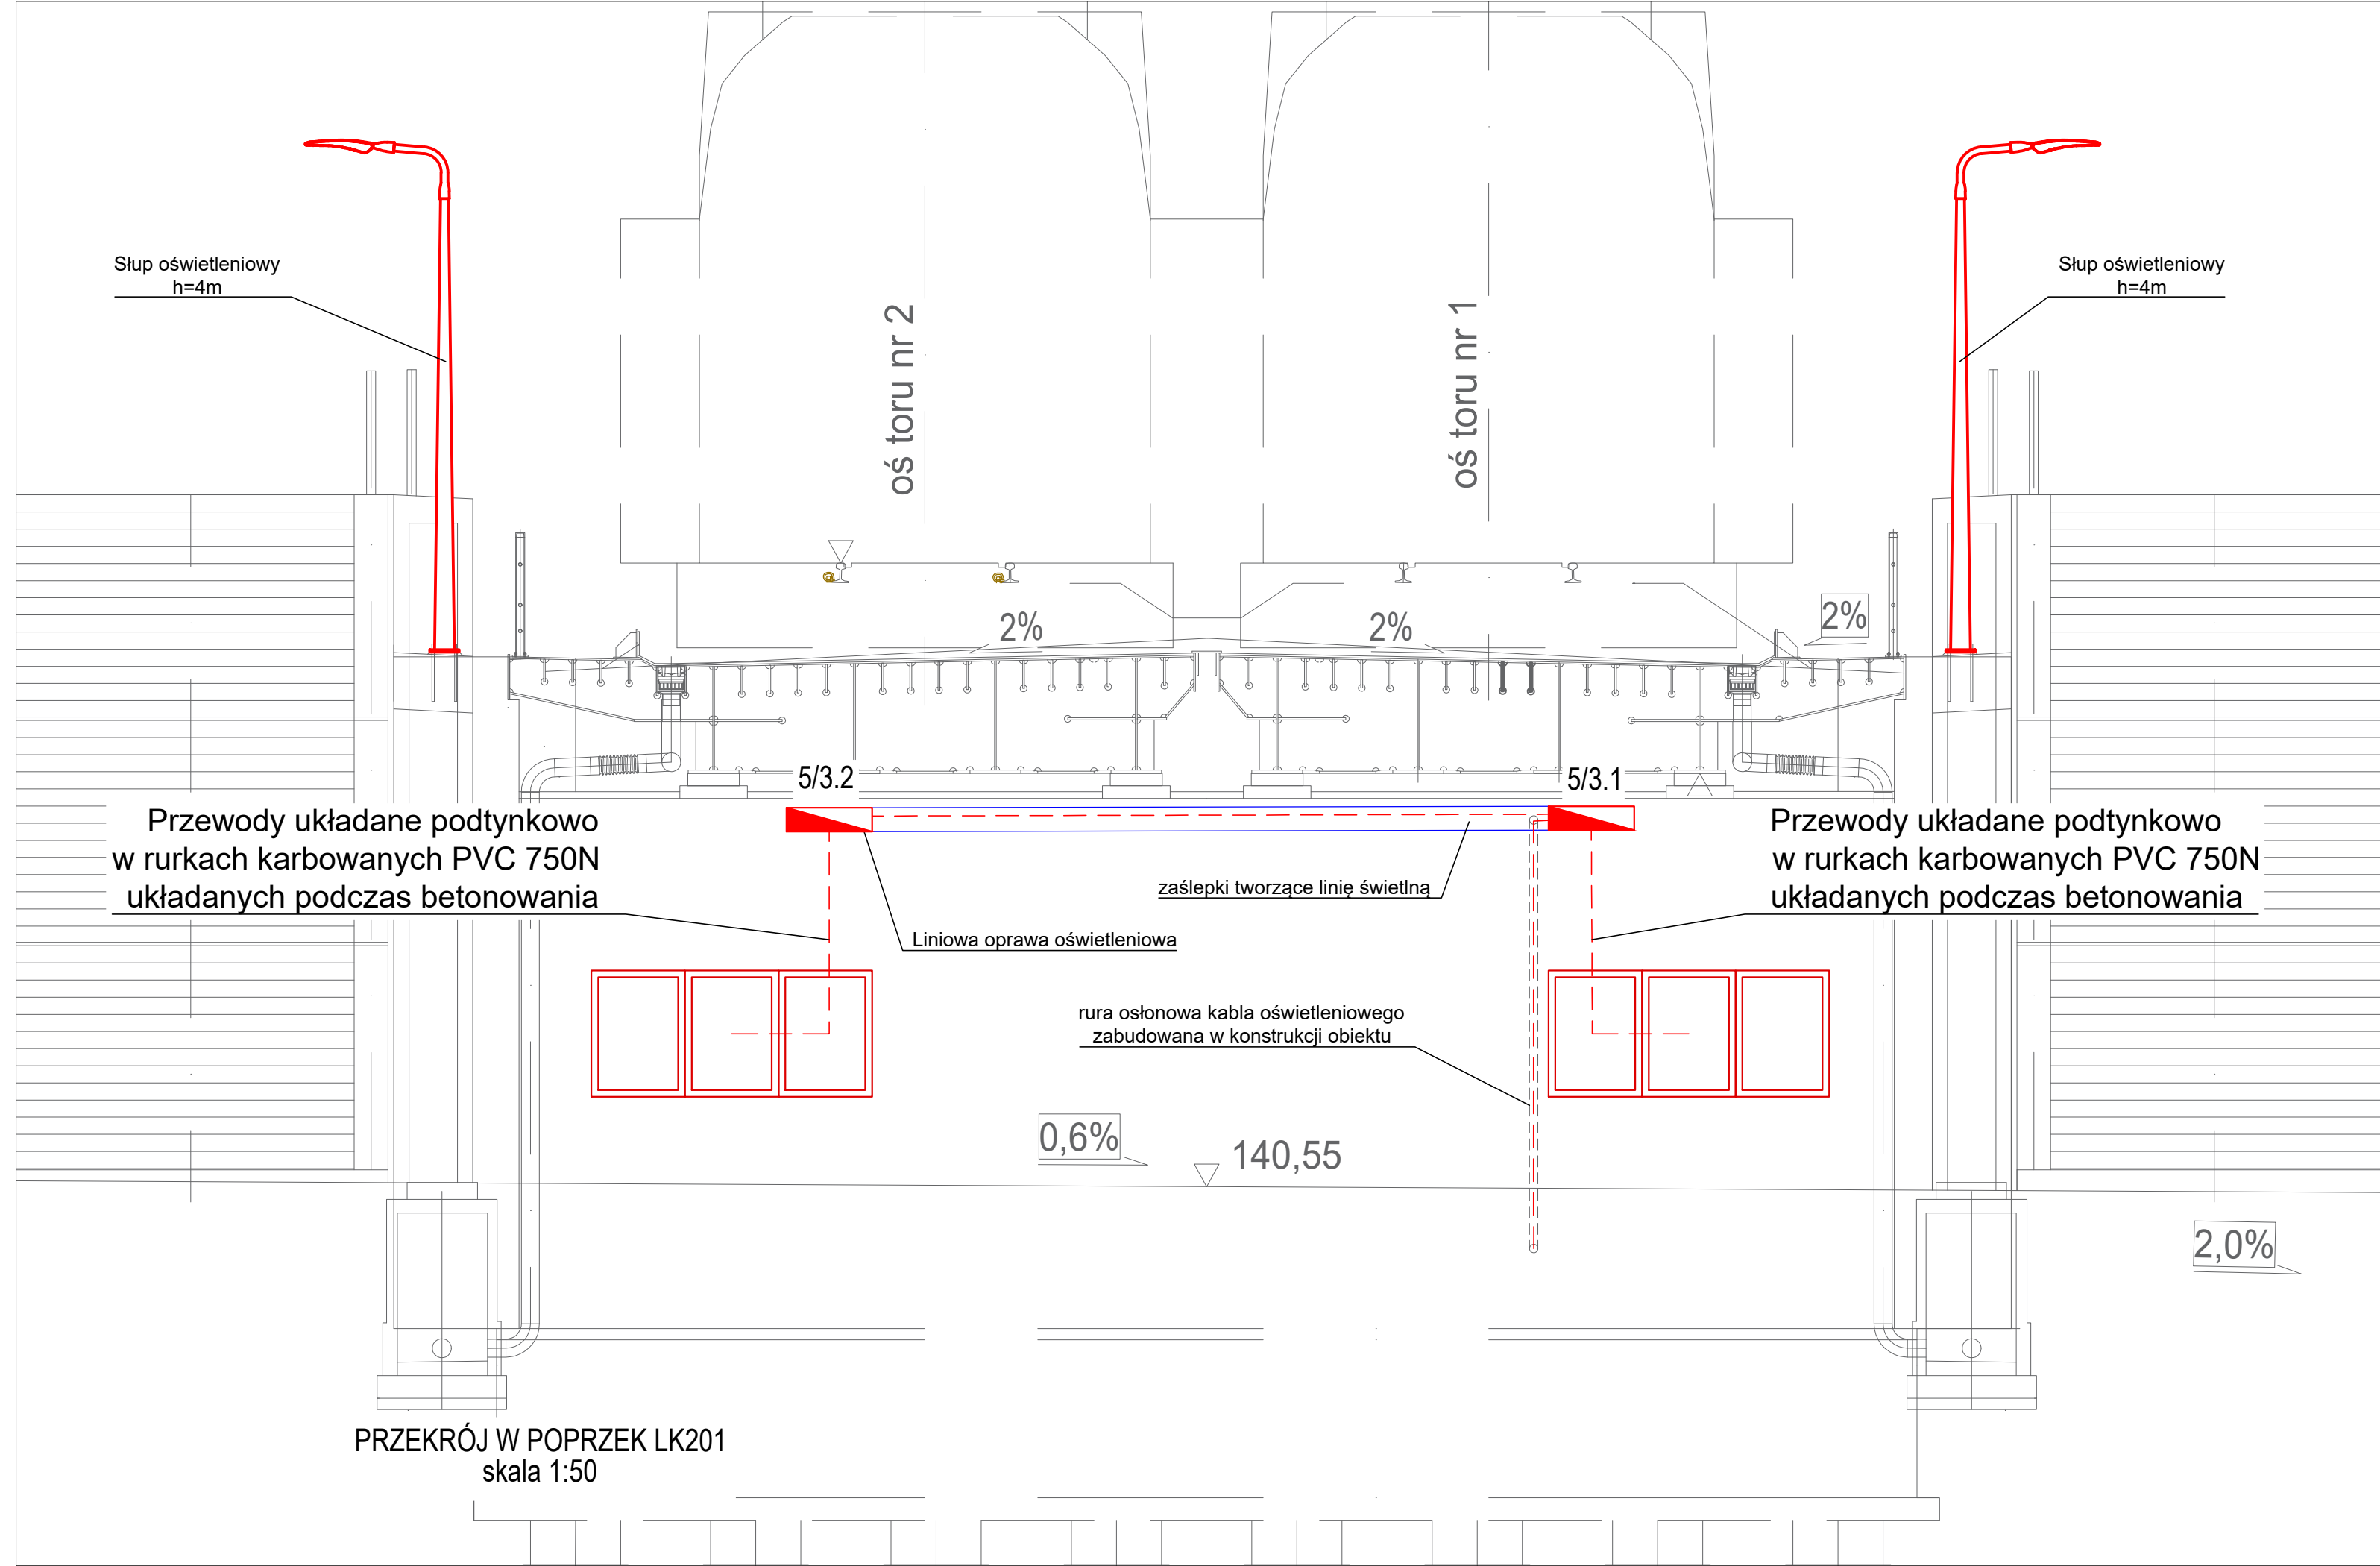 Słup oświetleniowy
h=4m
Słup oświetleniowy
h=4m
oś toru nr 2
oś toru nr 1
2%
2%
2%
5/3.2
5/3.1
Przewody układane podtynkowo
w rurkach karbowanych PVC 750N
układanych podczas betonowania
Przewody układane podtynkowo
w rurkach karbowanych PVC 750N
układanych podczas betonowania
zaślepki tworzące linię świetlną
Liniowa oprawa oświetleniowa
rura osłonowa kabla oświetleniowego
zabudowana w konstrukcji obiektu
0,6%
140,55
2,0%
PRZEKRÓJ W POPRZEK LK201
skala 1:50